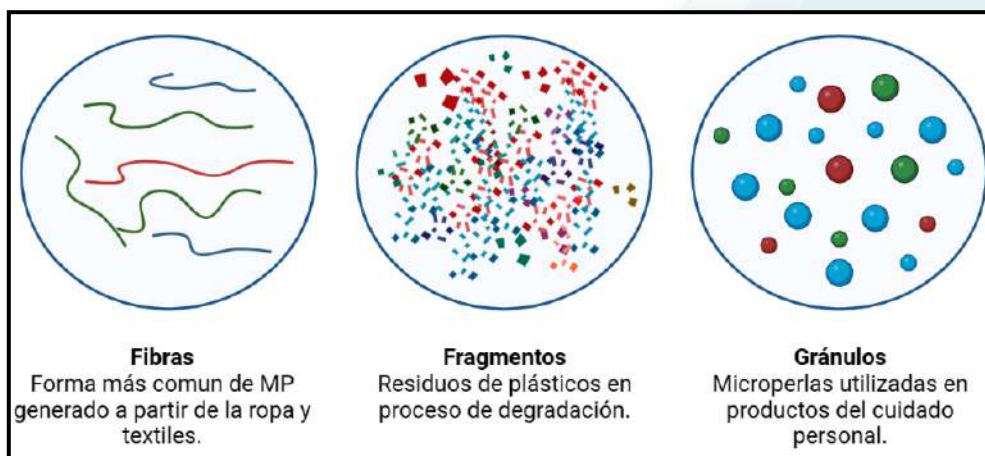 Fibras
Forma más comun de MP
generado a partir de la ropa y
textiles.
Fragmentos
Residuos de plásticos en
proceso de degradación.
Gránulos
Microperlas utilizadas en
productos del cuidado
personal.